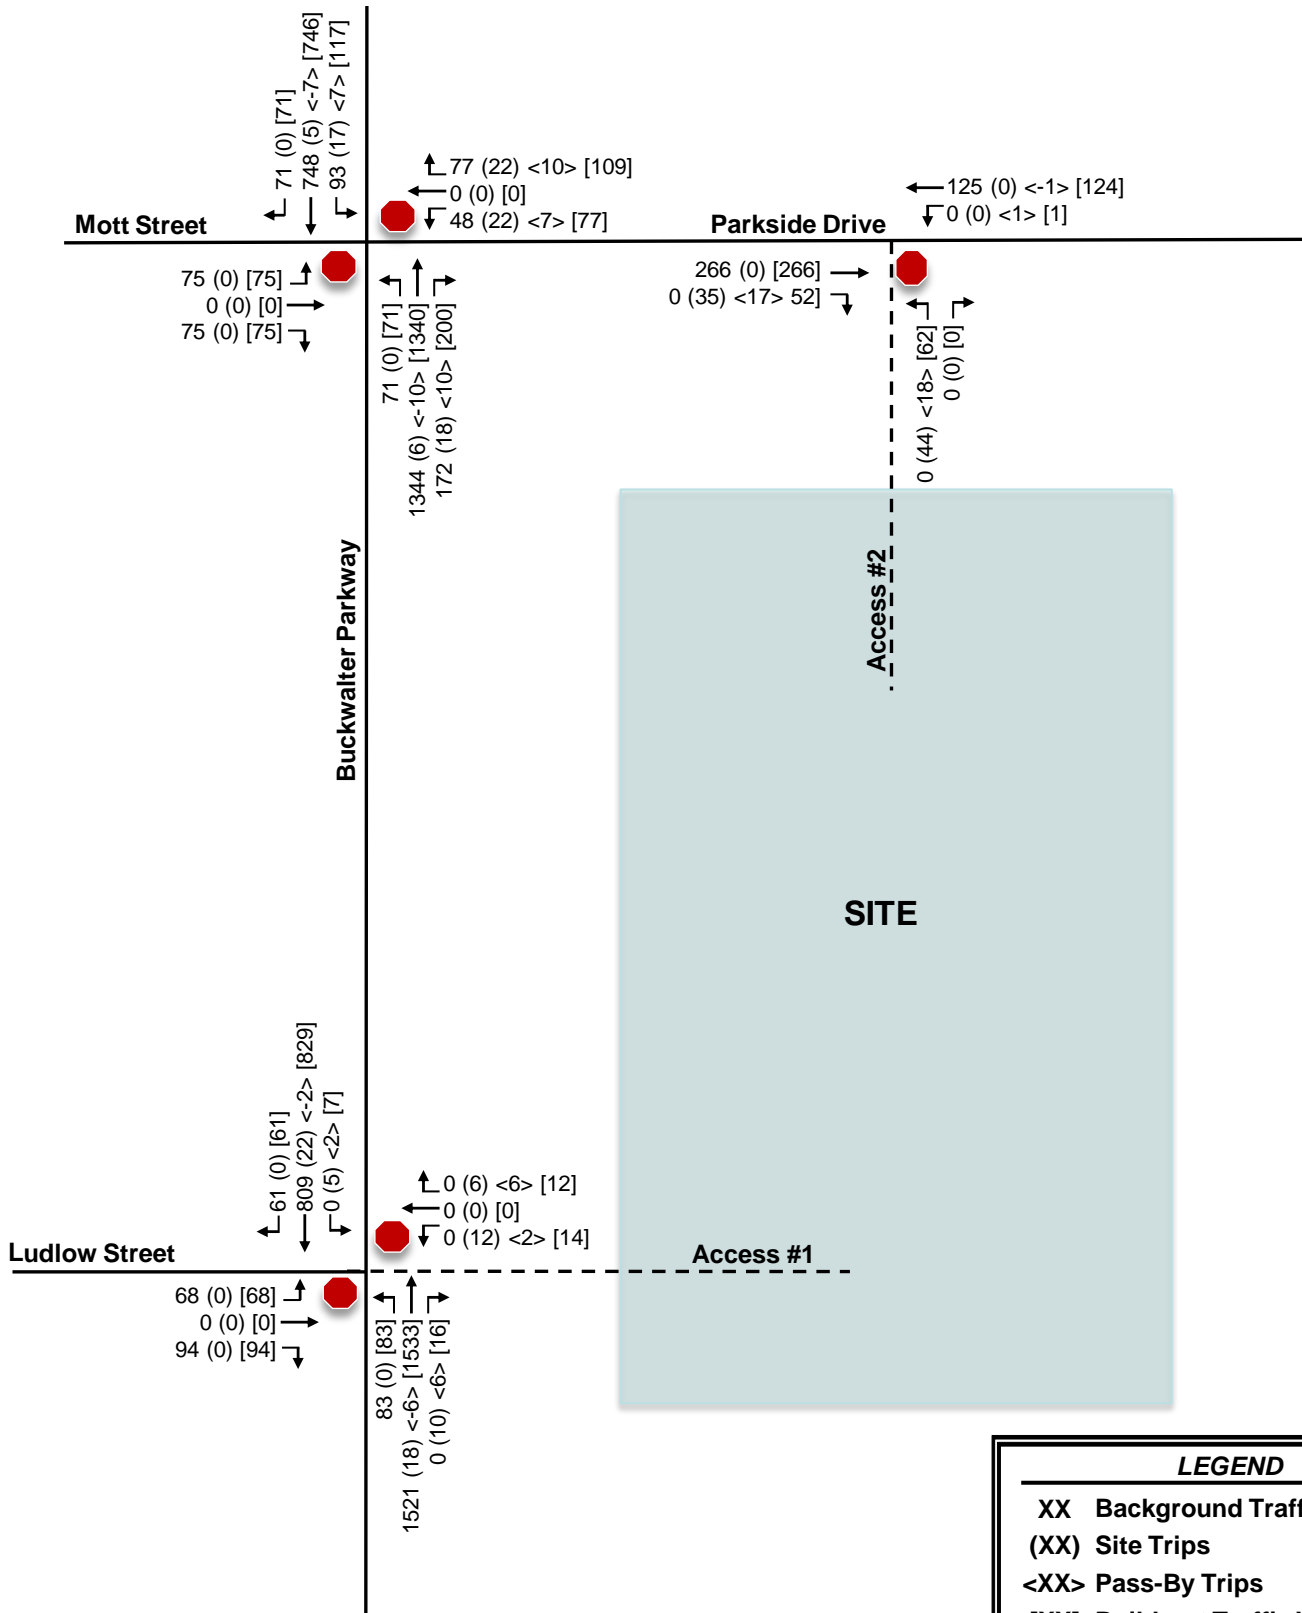 71 (0) [71]
748 (5) <-7> [746]
93 (17) <7> [117]
77 (22) <10> [109]
0 (0) [0]
48 (22) <7> [77]
Mott Street
Parkside Drive
125 (0) <-1> [124]
0 (0) <1> [1]
75 (0) [75]
0 (0) [0]
75 (0) [75]
71 (0) [71]
1344 (6) <-10> [1340]
172 (18) <10> [200]
266 (0) [266]
0 (35) <17> 52]
0 (44) <18> [62]
0 (0) [0]
Buckwalter Parkway
Access #2
SITE
61 (0) [61]
809 (22) <-2> [829]
0 (5) <2> [7]
0 (6) <6> [12]
0 (0) [0]
0 (12) <2> [14]
Ludlow Street
Access #1
68 (0) [68]
0 (0) [0]
94 (0) [94]
83 (0) [83]
1521 (18) <-6> [1533]
0 (10) <6> [16]
LEGEND
XX Background
(XX) Site Trips
<XX> Pass-By Trips